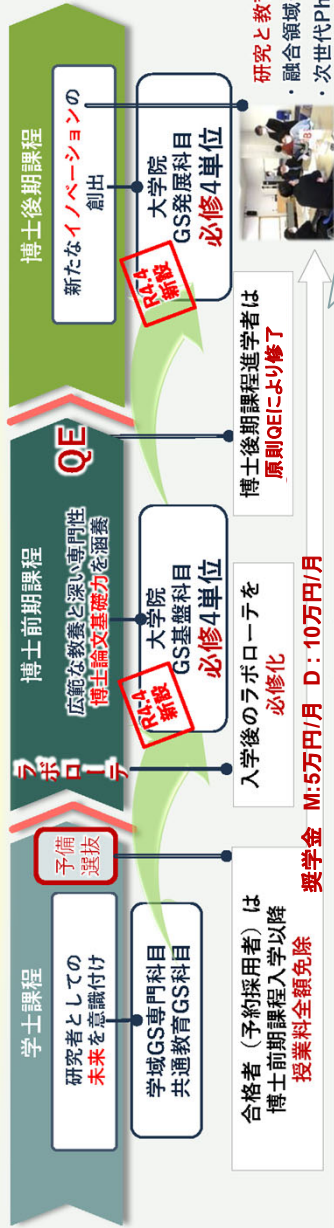 学士課程
研究者としての
未来を意識付け
予備
選抜
学域GS専門科目
共通教育GS科目
合格者（予約採用者）は
博士前期課程入学以降
授業料全額免除
博士前期課程
ラボローテ
広範な教養と深い専門性
博士論文基礎力を涵養
QE
R4.4
新設
大学院
GS基盤科目
必修4単位
入学後のラボローテを
必修化
博士後期課程進学者は
原則QEにより修了
博士後期課程
新たなイノベーションの
創出
R4.4
新設
大学院
GS発展科目
必修4単位
奨学金 M:5万円/月 D：10万円/月
研究と教
・融合領域
・次世代Ph